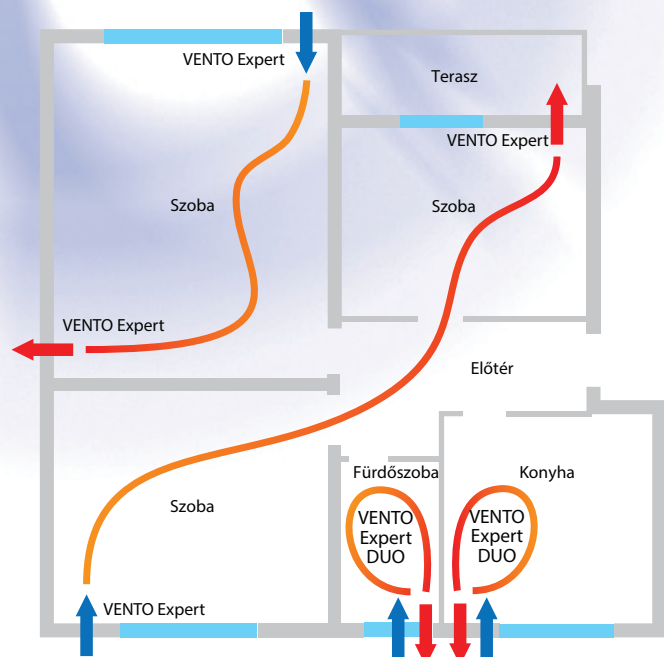 VENTO Expert
Terasz
VENTO Expert
Szoba
Szoba
VENTO Expert
Előtér
Fürdőszoba
Konyha
Szoba
VENTO
Expert
DUO
VENTO
Expert
DUO
VENTO Expert